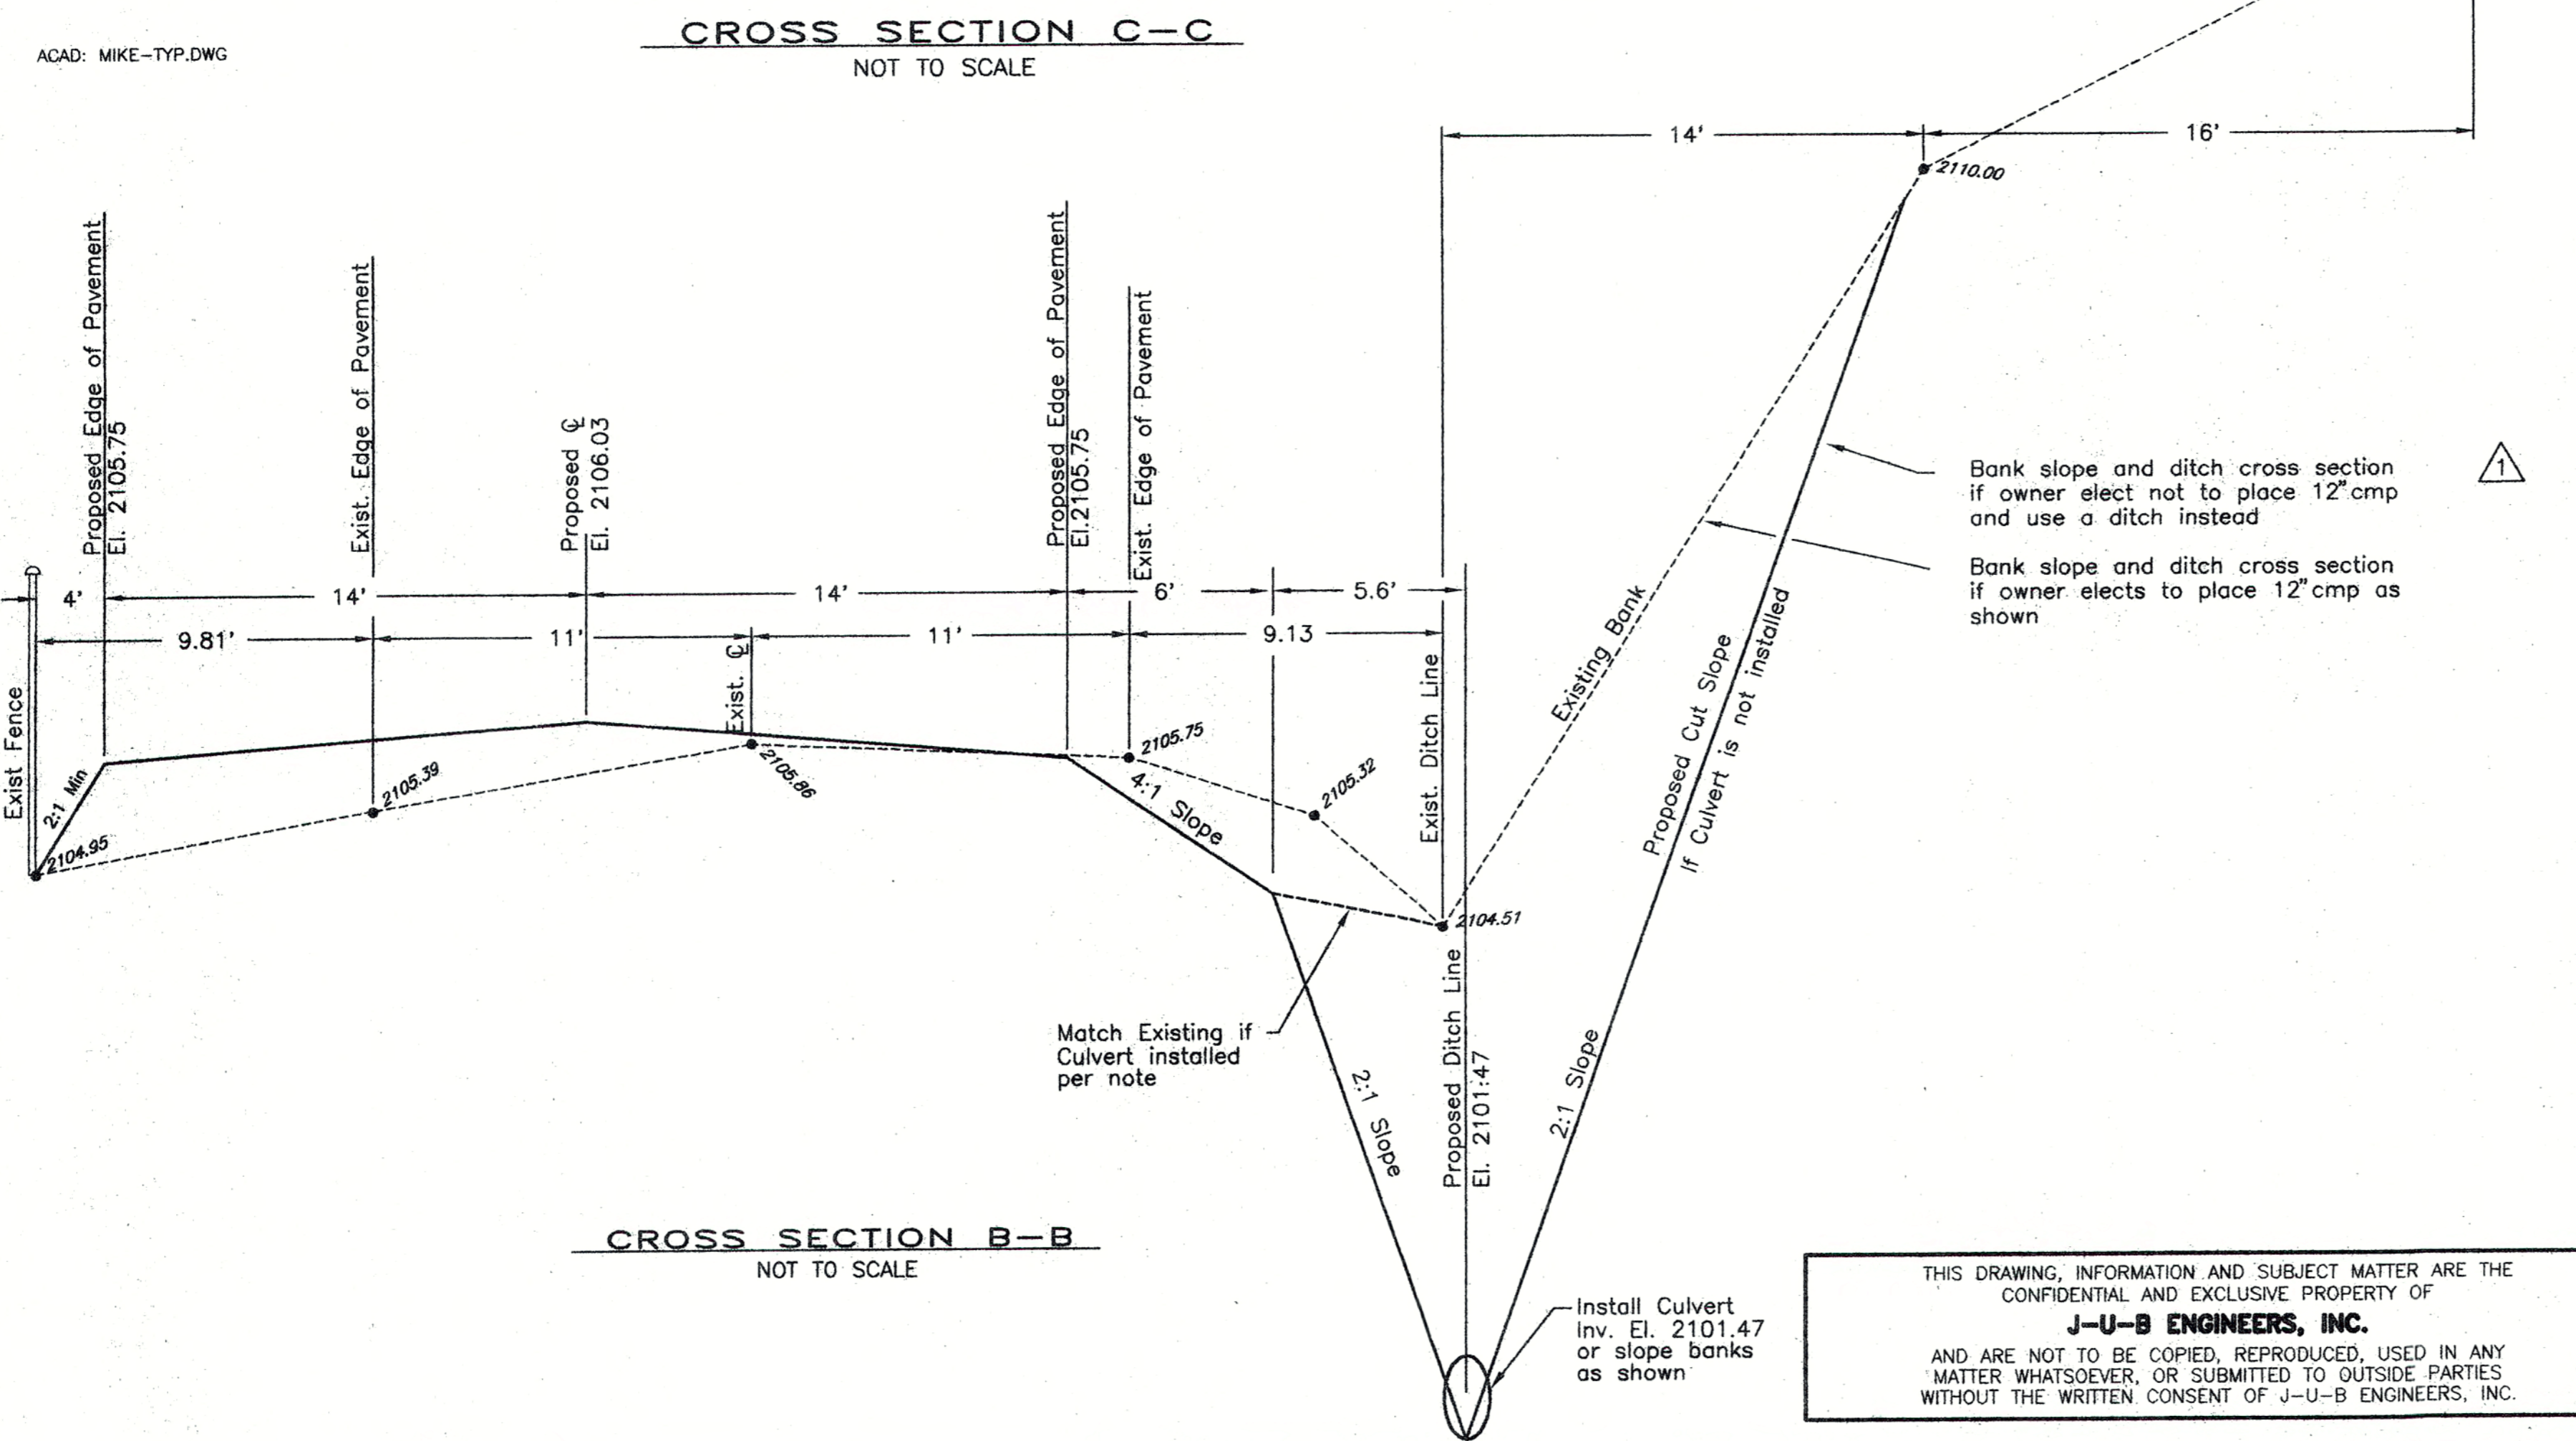 CROSS SECTION C-C
NOT TO SCALE
ACAD: MIKE-TYP.DWG
14'
16'
2110.00
Proposed Edge of Pavement
El. 2105.75
Exist. Edge of Pavement
Proposed ℄
El. 2106.03
Proposed Edge of Pavement
El.2105.75
Exist. Edge of Pavement
4'
14'
14'
6'
5.6'
9.81'
11'
11'
9.13
Exist Fence
Exist. ℄
Exist. Ditch Line
2:1 Min
2104.95
2105.39
2105.86
2105.75
2105.32
4:1 Slope
2104.51
Existing Bank
Proposed Cut Slope
If Culvert is not installed
Bank slope and ditch cross section
if owner elect not to place 12"cmp
and use a ditch instead
1
Bank slope and ditch cross section
if owner elects to place 12"cmp as
shown
Match Existing if
Culvert installed
per note
2:1 Slope
Proposed Ditch Line
El. 2101:47
2:1 Slope
CROSS SECTION B-B
NOT TO SCALE
Install Culvert
Inv. El. 2101.47
or slope banks
as shown
THIS DRAWING, INFORMATION AND SUBJECT MATTER ARE THE
CONFIDENTIAL AND EXCLUSIVE PROPERTY OF
J-U-B ENGINEERS, INC.
AND ARE NOT TO BE COPIED, REPRODUCED, USED IN ANY
MATTER WHATSOEVER, OR SUBMITTED TO OUTSIDE PARTIES
WITHOUT THE WRITTEN CONSENT OF J-U-B ENGINEERS, INC.